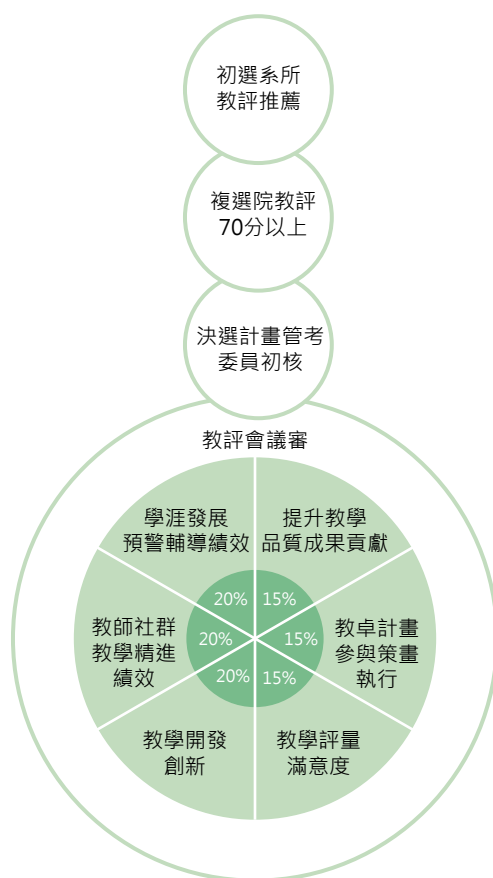 初選系所
教評推薦
複選院教評
70分以上
決選計畫管考
委員初核
教評會議審
學涯發展
預警輔導績效
提升教學
品質成果貢獻
20%
15%
教師社群
教學精進
績效
20%
15%
教卓計畫
參與策畫
執行
20%
15%
教學開發
創新
教學評量
滿意度